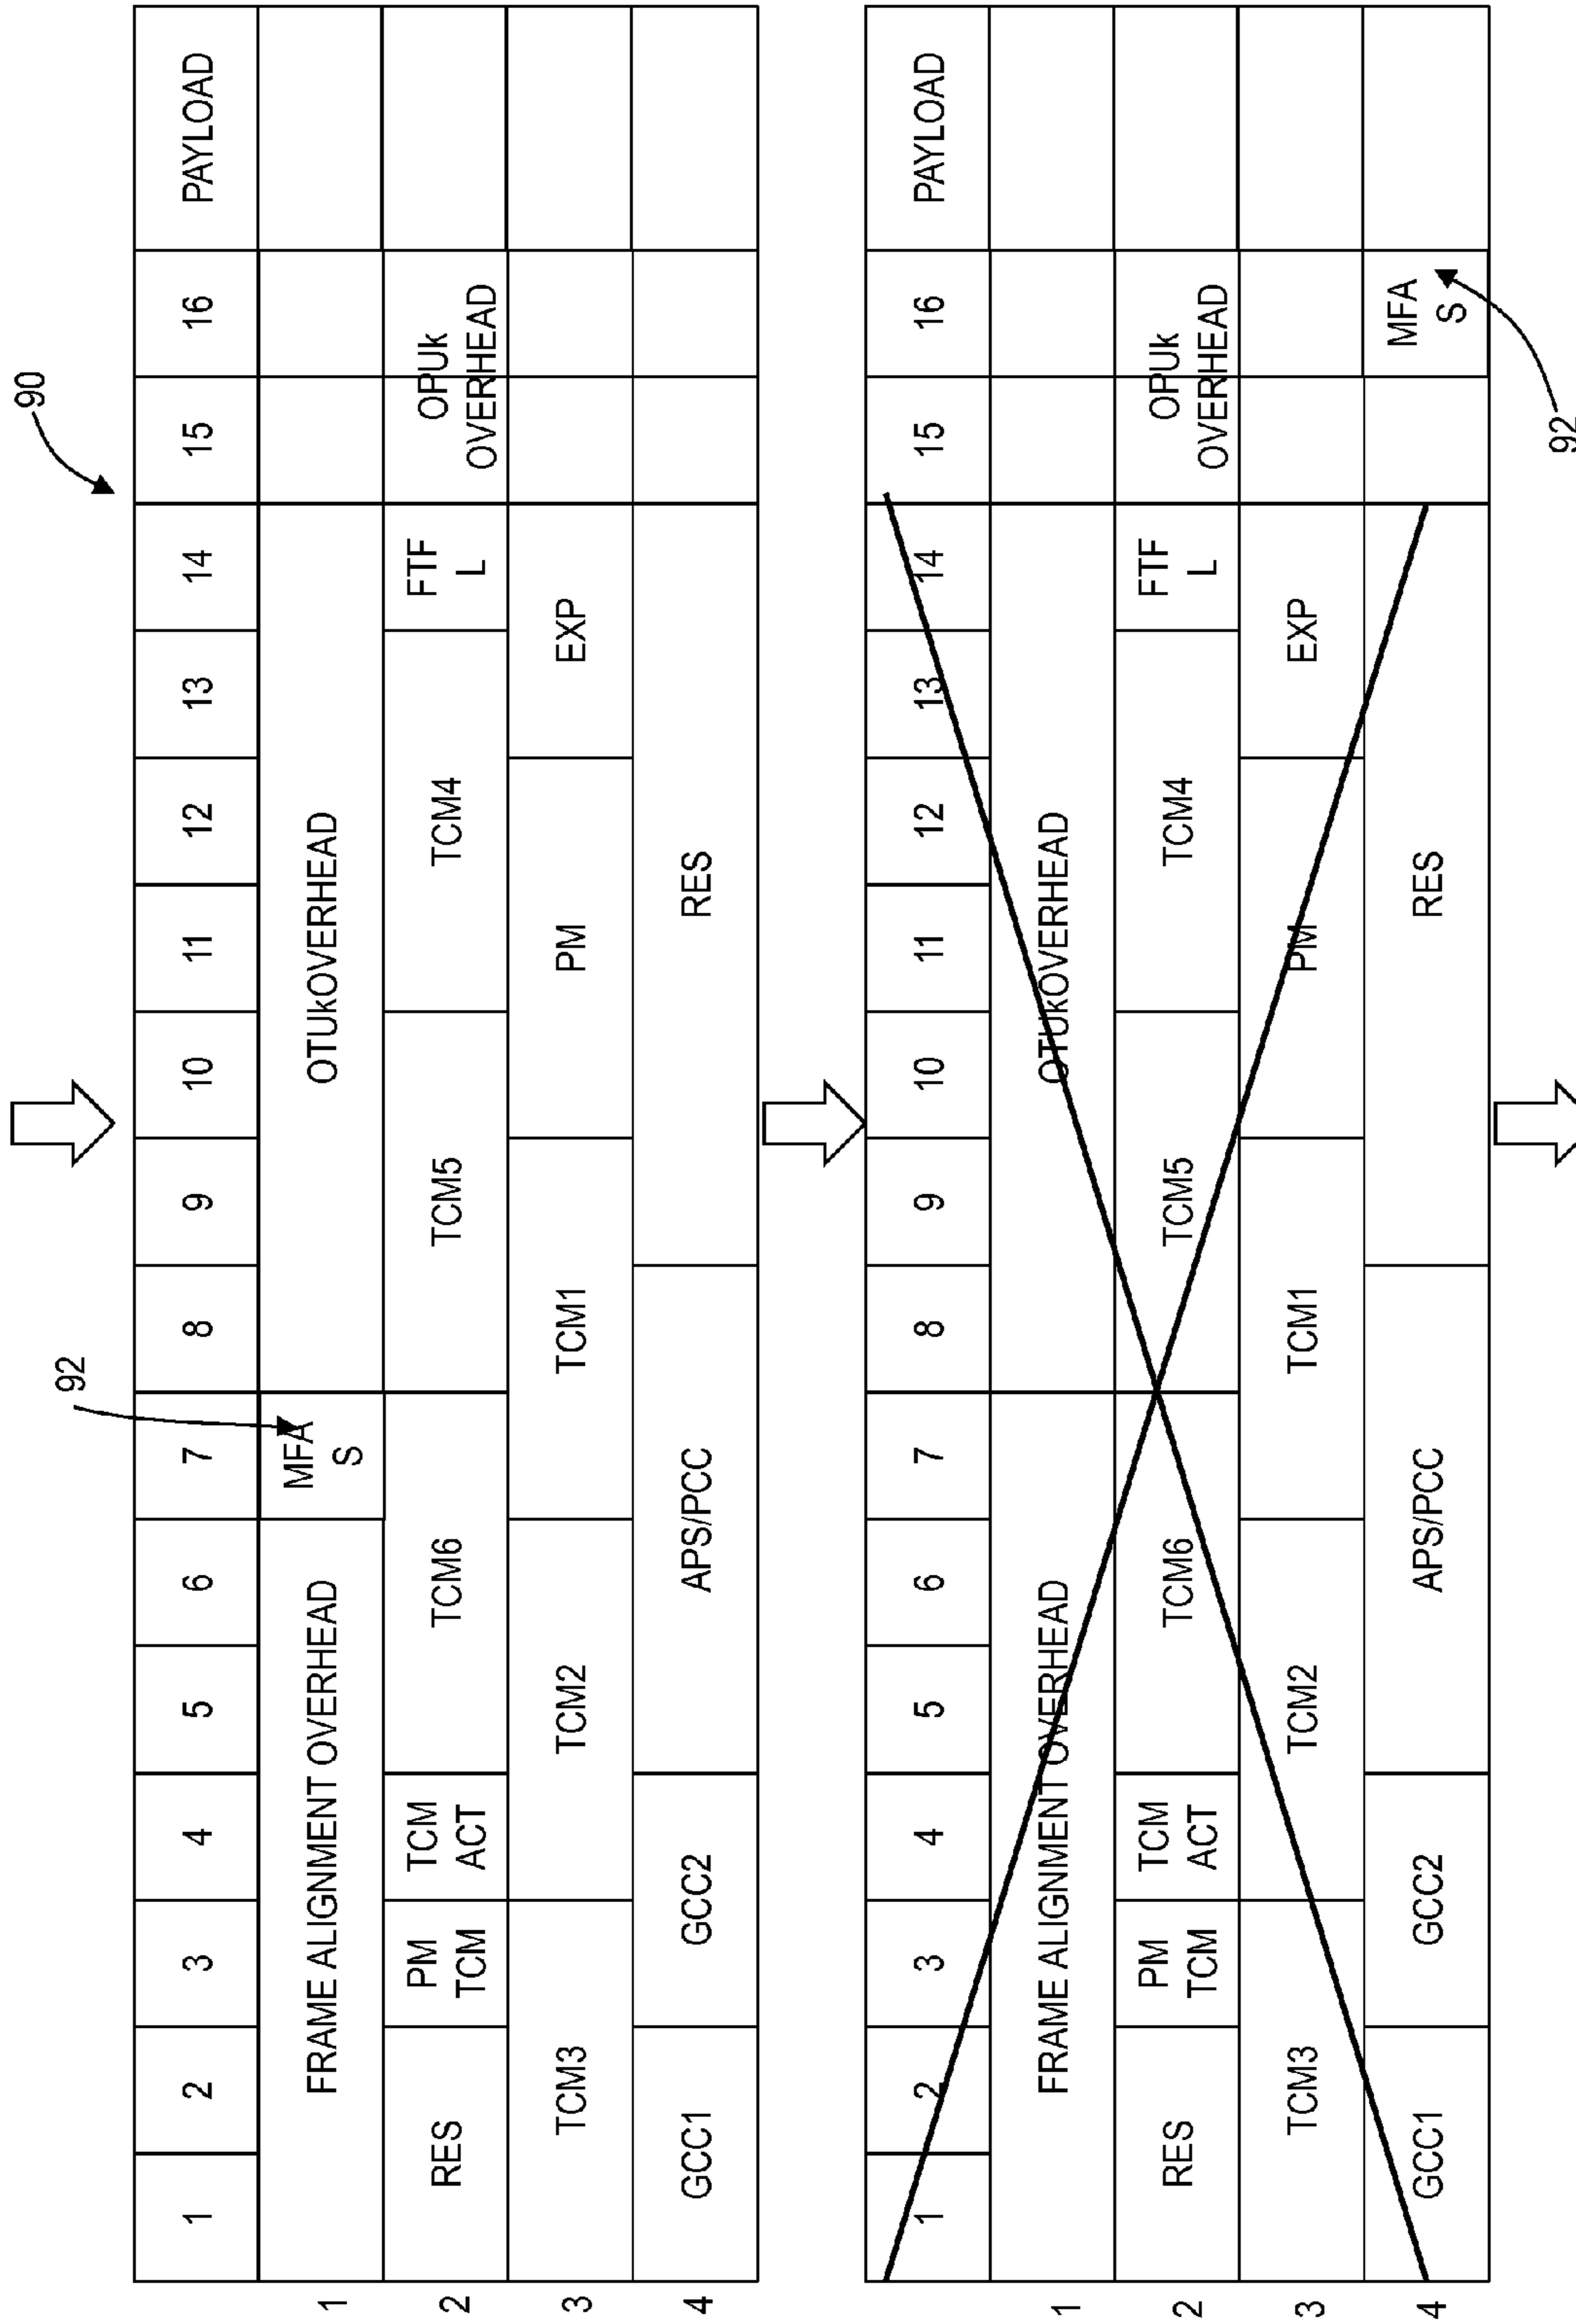 90
92
1 2 3 4 5 6 7 8 9 10 11 12 13 14 15 16 PAYLOAD
1 FRAME ALIGNMENT OVERHEAD MFA OTUkOVERHEAD
S
2 RES PM TCM TCM6 TCM5 TCM4 FTF OPUk
TCM ACT L OVERHEAD
3 TCM3 TCM2 TCM1 PM EXP
4 GCC1 GCC2 APS/PCC RES
1 2 3 4 5 6 7 8 9 10 11 12 13 14 15 16 PAYLOAD
1 FRAME ALIGNMENT OVERHEAD OTUkOVERHEAD
2 RES PM TCM TCM6 TCM5 TCM4 FTF OPUk
TCM ACT L OVERHEAD
3 TCM3 TCM2 TCM1 PM EXP
4 GCC1 GCC2 APS/PCC RES MFA
S
92